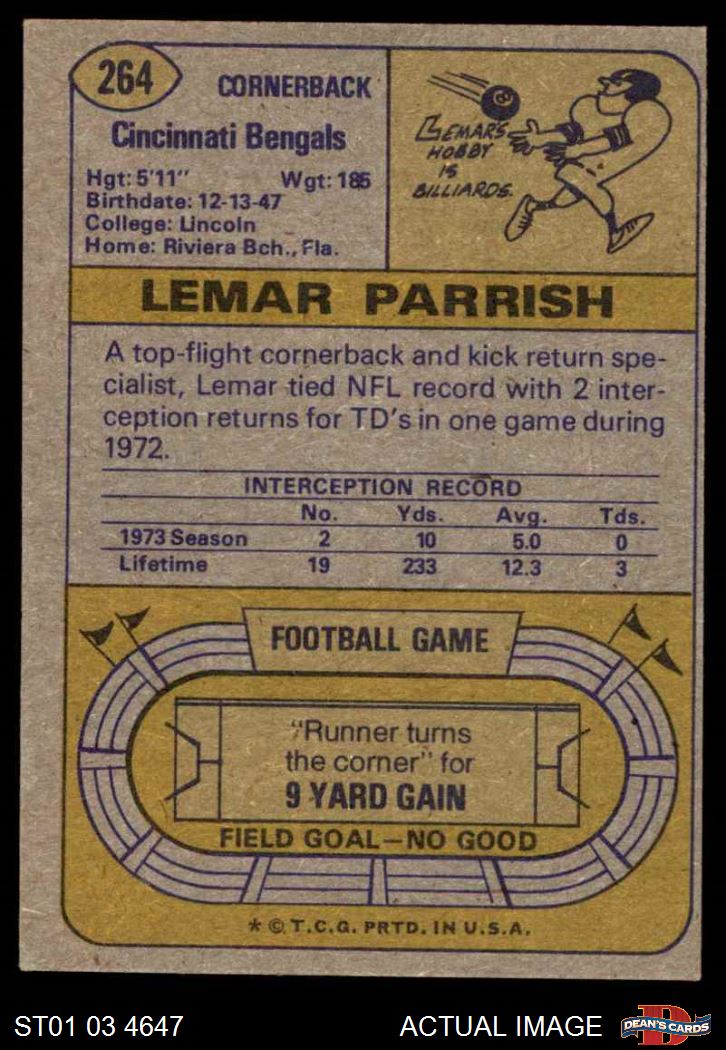 264
CORNERBACK
Cincinnati Bengals
Hgt: 5'11" Wgt: 185
Birthdate: 12-13-47
College: Lincoln
Home: Riviera Bch., Fla.
8
LEMAR'S
HOBBY
IS
BILLIARDS.
LEMAR PARRISH
A top-flight cornerback and kick return spe-
cialist, Lemar tied NFL record with 2 inter-
ception returns for TD's in one game during
1972.
INTERCEPTION RECORD
No. Yds. Avg. Tds.
1973 Season 2 10 5.0 0
Lifetime 19 233 12.3 3
FOOTBALL GAME
"Runner turns
the corner" for
9 YARD GAIN
FIELD GOAL—NO GOOD
* © T.C.G. PRTD. IN U.S.A.
ST01 03 4647 ACTUAL IMAGE
D
DEAN'S CARDS